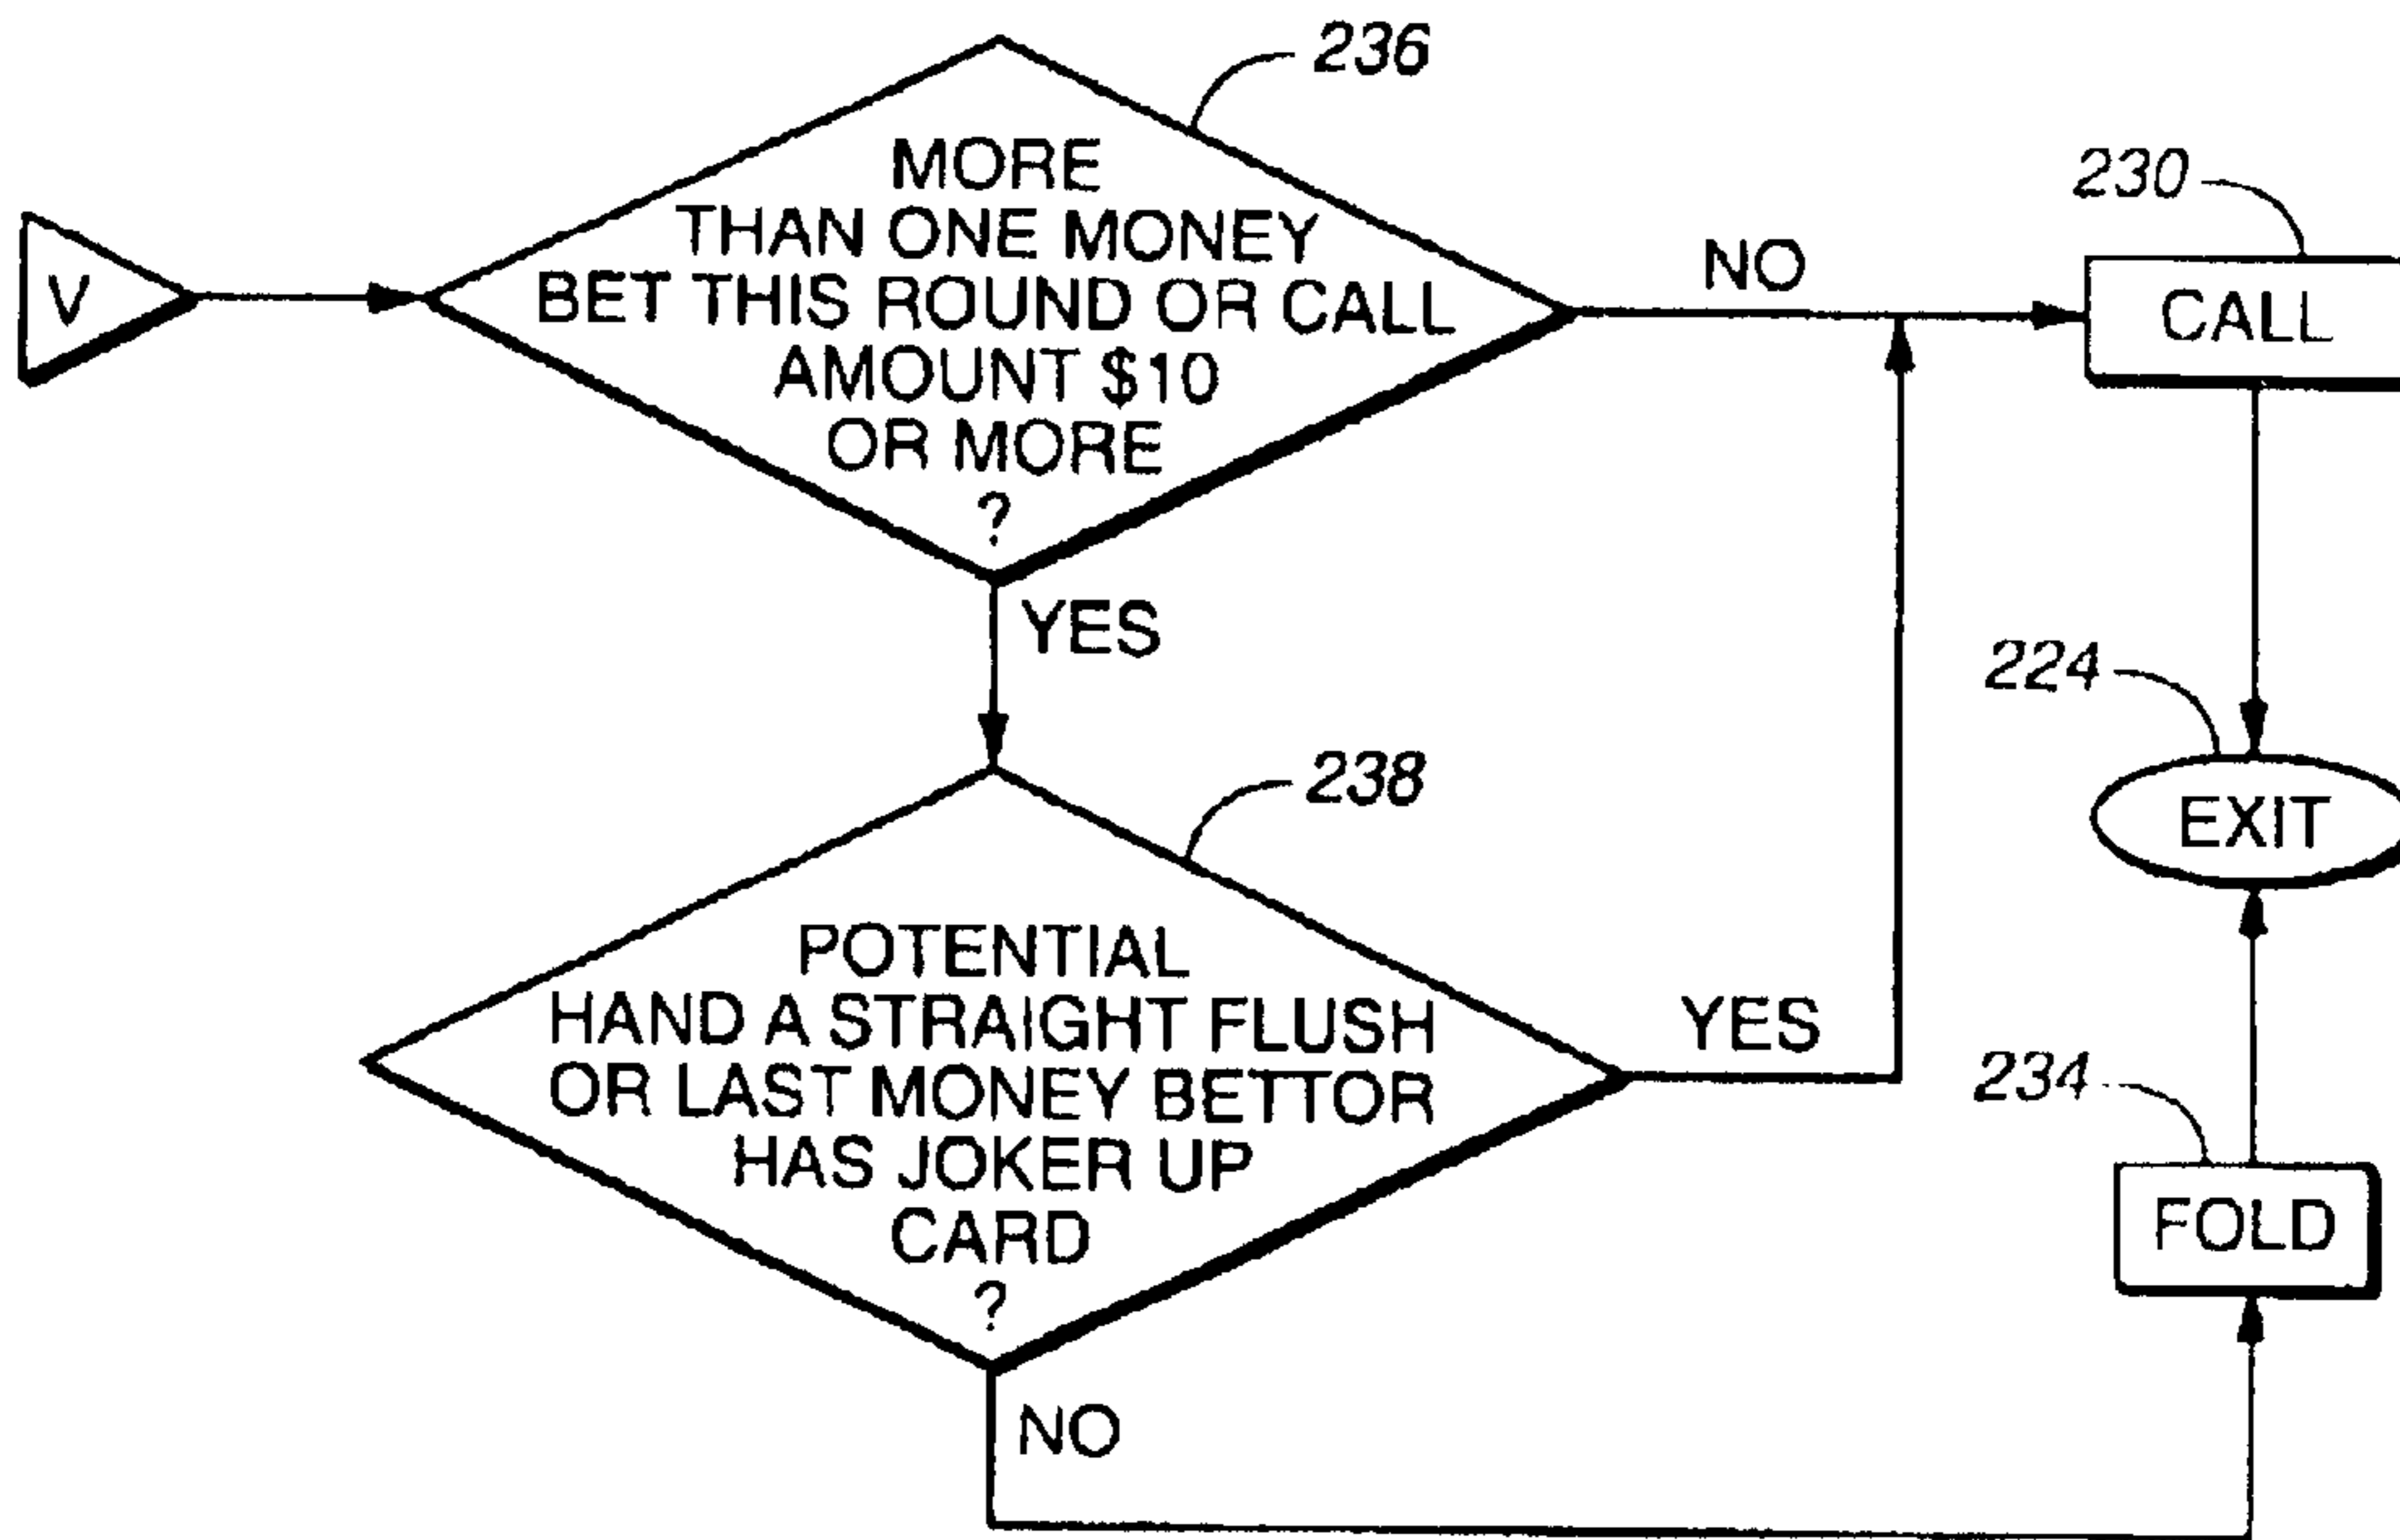 236
MORE
THAN ONE MONEY
BET THIS ROUND OR CALL
AMOUNT $10
OR MORE
?
V
NO
230
CALL
YES
224
EXIT
238
POTENTIAL
HAND A STRAIGHT FLUSH
OR LAST MONEY BETTOR
HAS JOKER UP
CARD
?
YES
234
FOLD
NO